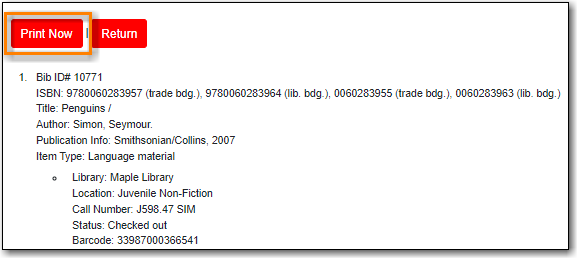 Print Now | Return
1. Bib ID# 10771
ISBN: 9780060283957 (trade bdg.), 9780060283964 (lib. bdg.), 0060283955 (trade bdg.), 0060283963 (lib. bdg.)
Title: Penguins /
Author: Simon, Seymour.
Publication Info: Smithsonian/Collins, 2007
Item Type: Language material
Library: Maple Library
Location: Juvenile Non-Fiction
Call Number: J598.47 SIM
Status: Checked out
Barcode: 33987000366541